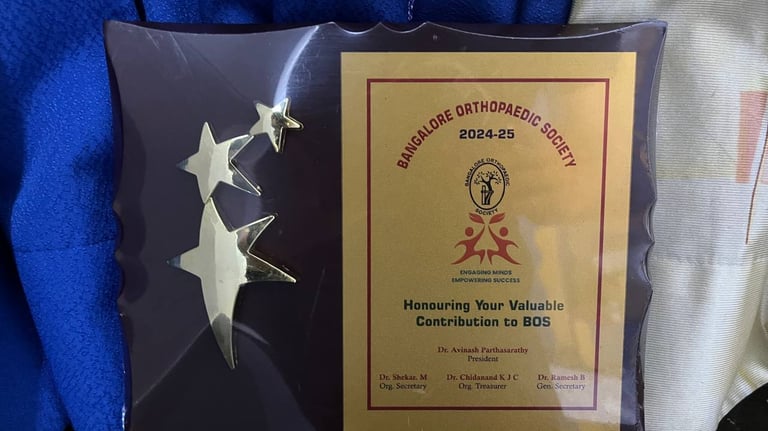 BANGALORE ORTHOPAEDIC SOCIETY
2024-25
BANGALORE ORTHOPAEDIC
SOCIETY
ENGAGING MINDS
EMPOWERING SUCCESS
Honouring Your Valuable
Contribution to BOS
Dr. Avinash Parthasarathy
President
Dr. Shekar. M Dr. Chidanand K J C Dr. Ramesh B
Org. Secretary Org. Treasurer Gen. Secretary